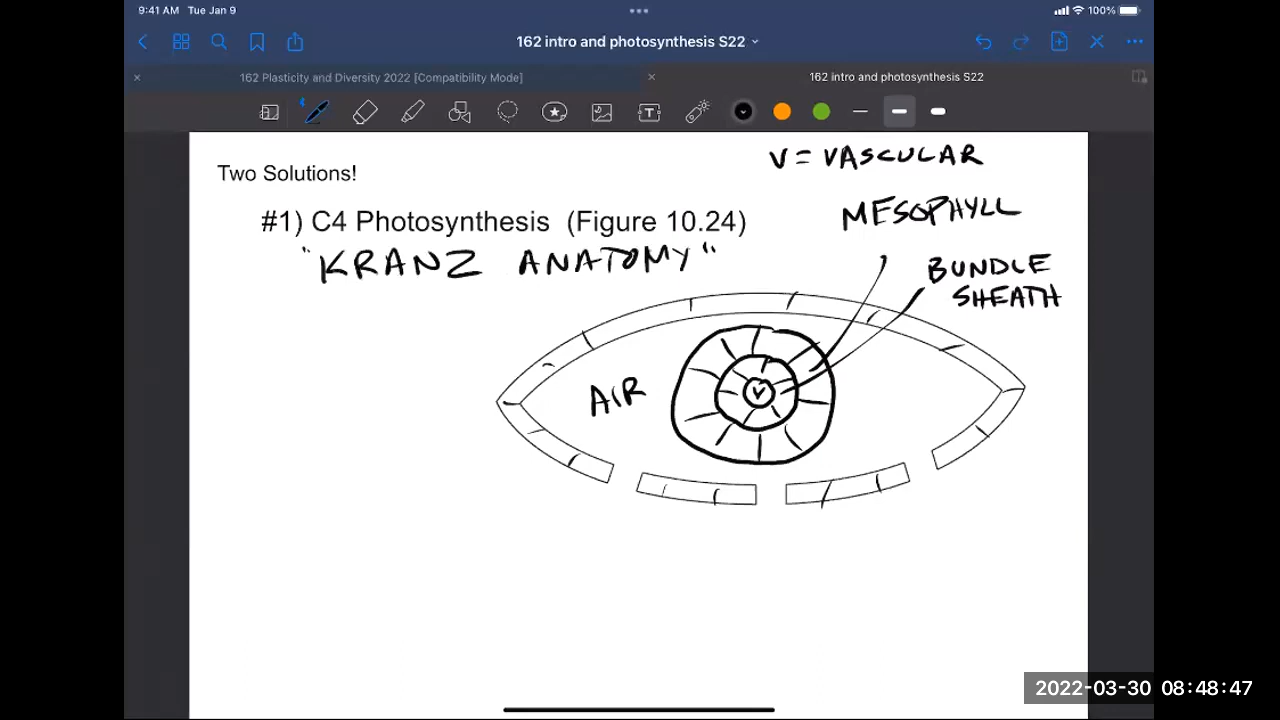 9:41 AM Tue Jan 9
100%
162 intro and photosynthesis S22
162 Plasticity and Diversity 2022 [Compatibility Mode]
162 intro and photosynthesis S22
T
V = VASCULAR
Two Solutions!
MESOPHYLL
#1) C4 Photosynthesis (Figure 10.24)
"KRANZ ANATOMY"
BUNDLE
SHEATH
AIR
V
2022-03-30 08:48:47